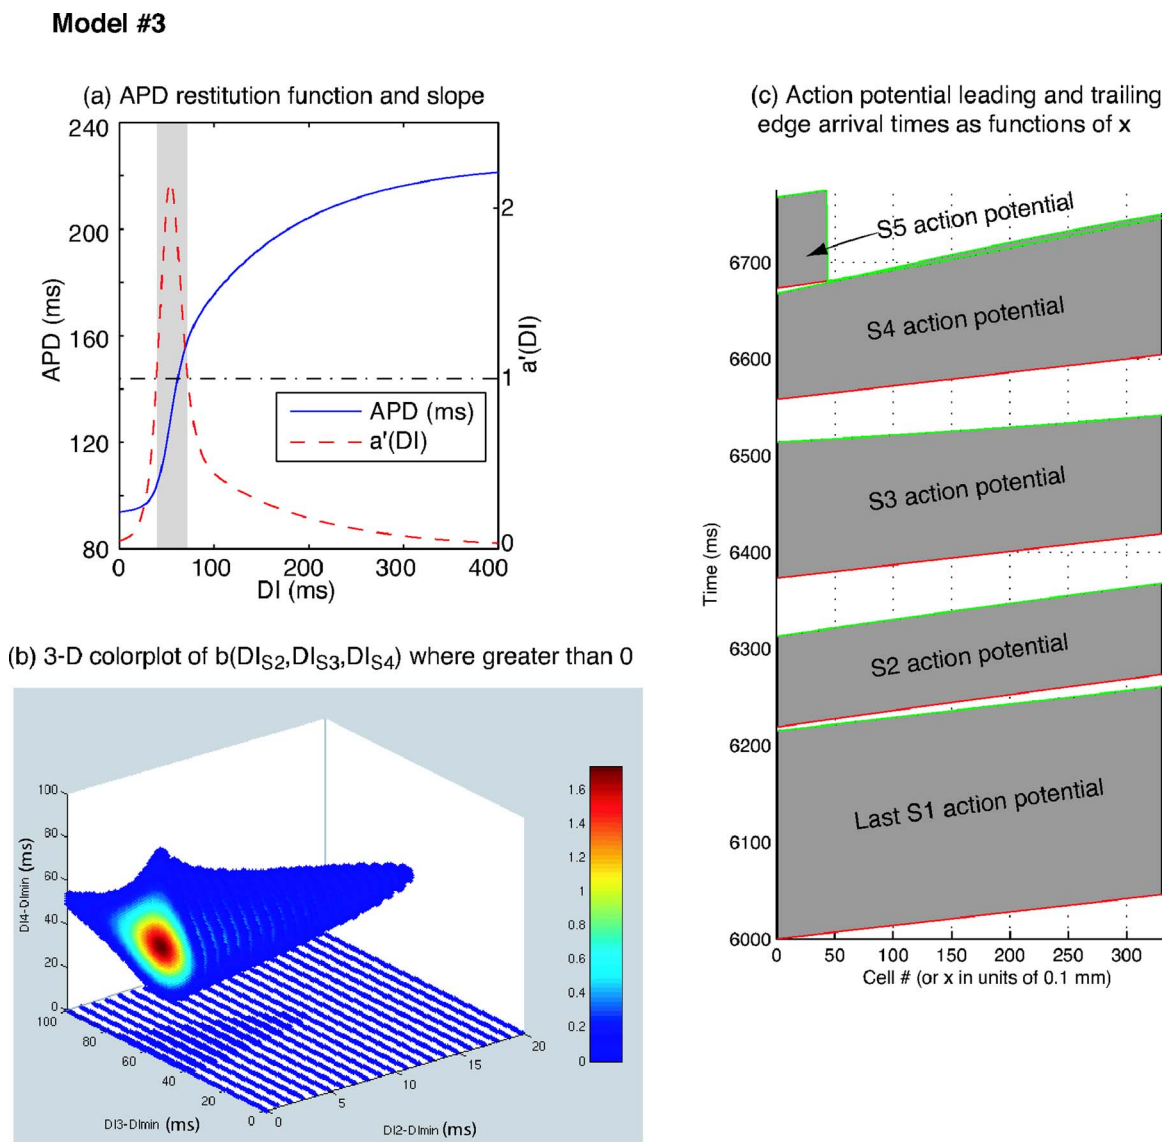 Model #3
(a) APD restitution function and slope
240
200
160
120
80
APD (ms)
2
1
0
a'(DI)
APD (ms)
a'(DI)
0
100
200
300
400
DI (ms)
(b) 3-D colorplot of b(DIS2,DIS3,DIS4) where greater than 0
100
80
60
40
20
0
DI4-DImin (ms)
100
80
60
40
20
0
DI3-DImin (ms)
0
5
10
15
20
DI2-DImin (ms)
1.6
1.4
1.2
1
0.8
0.6
0.4
0.2
0
(c) Action potential leading and trailing
edge arrival times as functions of x
S5 action potential
S4 action potential
S3 action potential
S2 action potential
Last S1 action potential
6700
6600
6500
6400
6300
6200
6100
6000
Time (ms)
0
50
100
150
200
250
300
Cell # (or x in units of 0.1 mm)